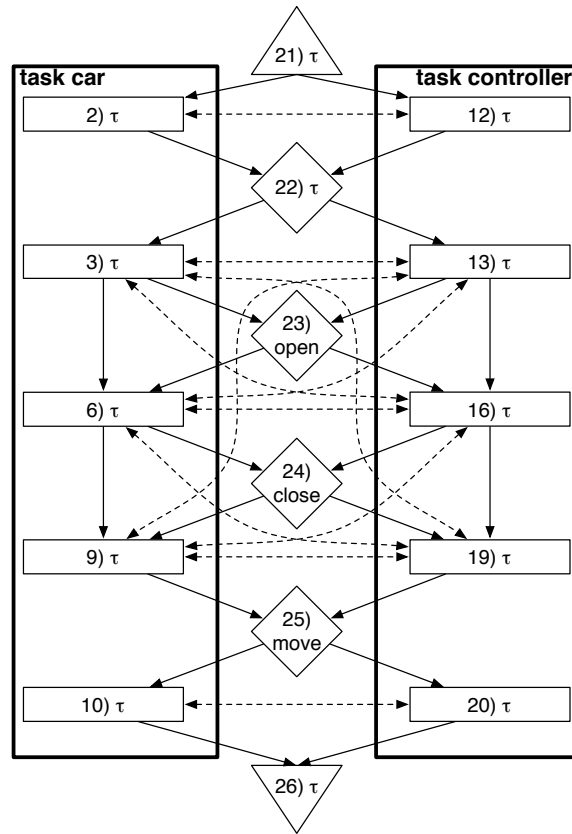 21) τ
task car
task controller
2) τ
12) τ
22) τ
3) τ
13) τ
23)
open
6) τ
16) τ
24)
close
9) τ
19) τ
25)
move
10) τ
20) τ
26) τ